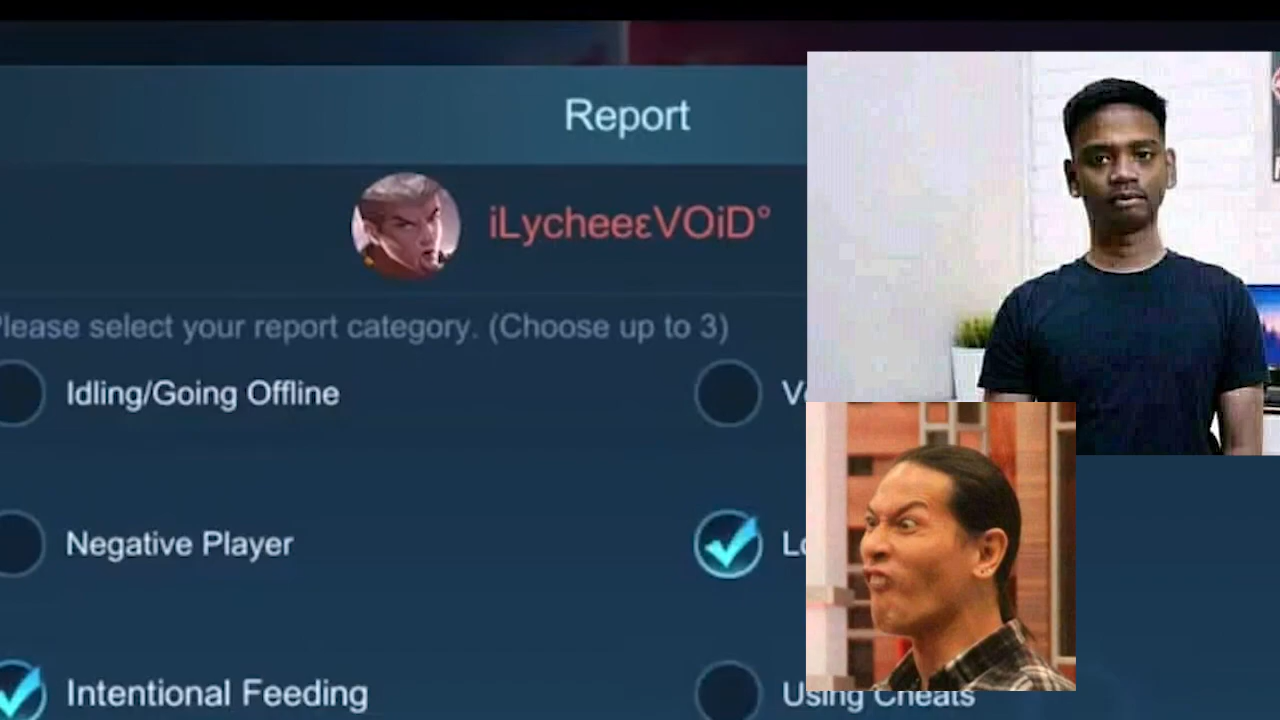 Report
iLycheeεVOiD°
Please select your report category. (Choose up to 3)
Idling/Going Offline
Negative Player
Intentional Feeding
Using Cheats